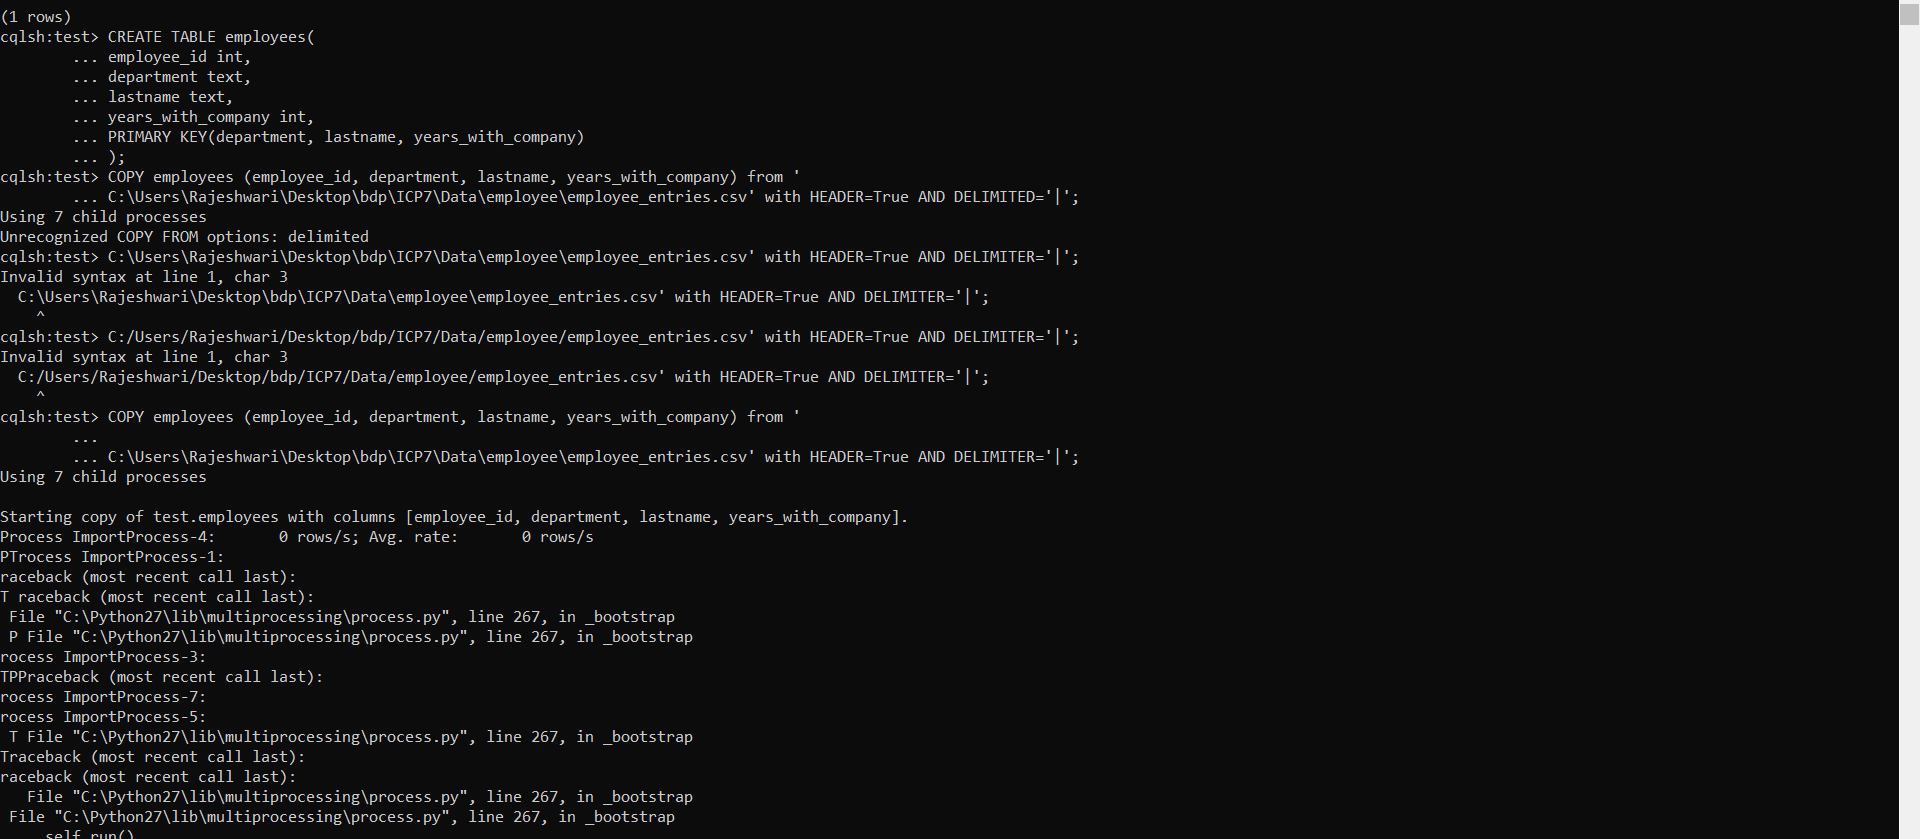 (1 rows)
cqlsh:test> CREATE TABLE employees(
        ... employee_id int,
        ... department text,
        ... lastname text,
        ... years_with_company int,
        ... PRIMARY KEY(department, lastname, years_with_company)
        ... );
cqlsh:test> COPY employees (employee_id, department, lastname, years_with_company) from '
        ... C:\Users\Rajeshwari\Desktop\bdp\ICP7\Data\employee\employee_entries.csv' with HEADER=True AND DELIMITED='|';
Using 7 child processes
Unrecognized COPY FROM options: delimited
cqlsh:test> C:\Users\Rajeshwari\Desktop\bdp\ICP7\Data\employee\employee_entries.csv' with HEADER=True AND DELIMITER='|';
Invalid syntax at line 1, char 3
  C:\Users\Rajeshwari\Desktop\bdp\ICP7\Data\employee\employee_entries.csv' with HEADER=True AND DELIMITER='|';
    ^
cqlsh:test> C:/Users/Rajeshwari/Desktop/bdp/ICP7/Data/employee/employee_entries.csv' with HEADER=True AND DELIMITER='|';
Invalid syntax at line 1, char 3
  C:/Users/Rajeshwari/Desktop/bdp/ICP7/Data/employee/employee_entries.csv' with HEADER=True AND DELIMITER='|';
    ^
cqlsh:test> COPY employees (employee_id, department, lastname, years_with_company) from '
        ...
        ... C:\Users\Rajeshwari\Desktop\bdp\ICP7\Data\employee\employee_entries.csv' with HEADER=True AND DELIMITER='|';
Using 7 child processes

Starting copy of test.employees with columns [employee_id, department, lastname, years_with_company].
Process ImportProcess-4:       0 rows/s; Avg. rate:       0 rows/s
PTrocess ImportProcess-1:
raceback (most recent call last):
T raceback (most recent call last):
 File "C:\Python27\lib\multiprocessing\process.py", line 267, in _bootstrap
 P File "C:\Python27\lib\multiprocessing\process.py", line 267, in _bootstrap
rocess ImportProcess-3:
TPPraceback (most recent call last):
rocess ImportProcess-7:
rocess ImportProcess-5:
 T File "C:\Python27\lib\multiprocessing\process.py", line 267, in _bootstrap
Traceback (most recent call last):
raceback (most recent call last):
   File "C:\Python27\lib\multiprocessing\process.py", line 267, in _bootstrap
 File "C:\Python27\lib\multiprocessing\process.py", line 267, in _bootstrap
     self.run()